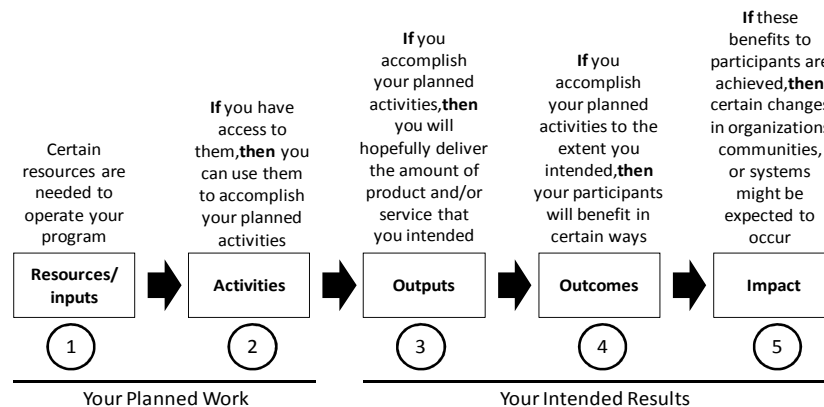 Certain
resources are
needed to
operate your
program
If you have
access to
them,then you
can use them
to accomplish
your planned
activities
If you
accomplish
your planned
activities,then
you will
hopefully deliver
the amount of
product and/or
service that
you intended
If you
accomplish
your planned
activities to the
extent you
intended,then
your participants
will benefit in
certain ways
If these
benefits to
participants are
achieved,then
certain changes
in organizations
communities,
or systems
might be
expected to
occur
Resources/
inputs
Activities
Outputs
Outcomes
Impact
1
2
3
4
5
Your Planned Work
Your Intended Results